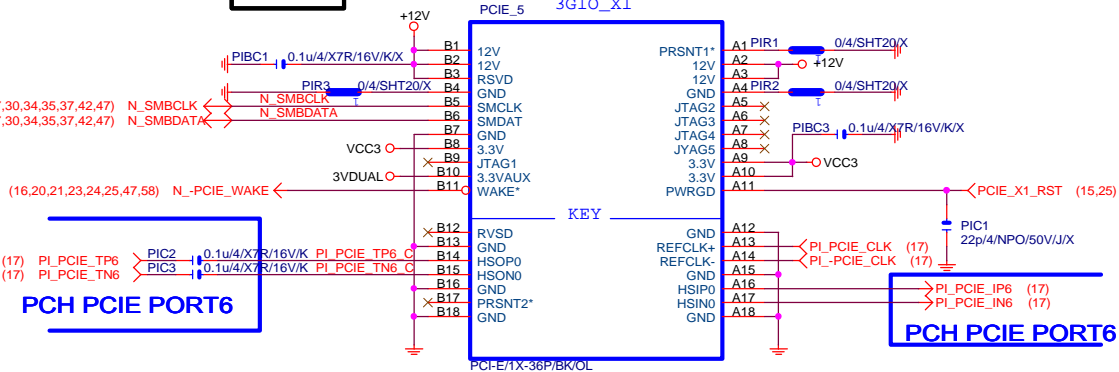 3GIO_X1
PCIE_5
+12V
PIBC1 0.1u/4/X7R/16V/K/X
B1 12V
B2 12V
B3 RSVD
PIR3 0/4/SHT20/X
1
B4 GND
7,30,34,35,37,42,47) N_SMBCLK N_SMBCLK B5 SMCLK
7,30,34,35,37,42,47) N_SMBDATA N_SMBDATA B6 SMDAT
B7 GND
VCC3 B8 3.3V
B9 JTAG1
3VDUAL B10 3.3VAUX
(16,20,21,23,24,25,47,58) N_-PCIE_WAKE B11 WAKE*
KEY
B12 RVSD
B13 GND
(17) PI_PCIE_TP6 PIC2 0.1u/4/X7R/16V/K PI_PCIE_TP6_C B14 HSOP0
(17) PI_PCIE_TN6 PIC3 0.1u/4/X7R/16V/K PI_PCIE_TN6_C B15 HSON0
B16 GND
B17 PRSNT2*
B18 GND
PCH PCIE PORT6
PRSNT1* A1 PIR1 0/4/SHT20/X
1
12V A2 +12V
12V A3
GND A4 PIR2 0/4/SHT20/X
1
JTAG2 A5
JTAG3 A6
JTAG4 A7
JYAG5 A8
PIBC3 0.1u/4/X7R/16V/K/X
3.3V A9 VCC3
3.3V A10
PWRGD A11 PCIE_X1_RST (15,25)
PIC1
22p/4/NPO/50V/J/X
GND A12
REFCLK+ A13 PI_PCIE_CLK (17)
REFCLK- A14 PI_-PCIE_CLK (17)
GND A15
HSIP0 A16 PI_PCIE_IP6 (17)
HSIN0 A17 PI_PCIE_IN6 (17)
GND A18
PCH PCIE PORT6
PCI-E/1X-36P/BK/OL